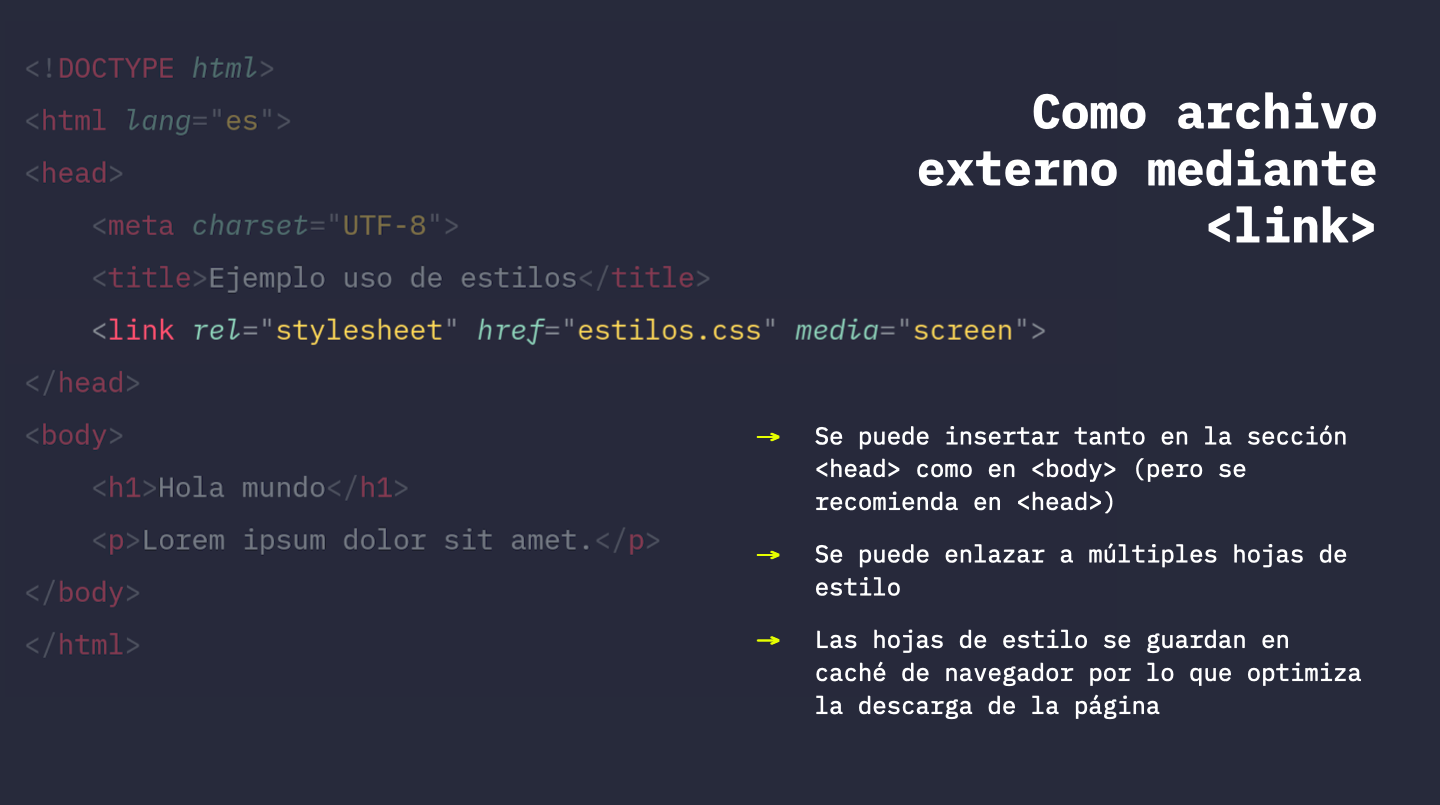 <!DOCTYPE html>
<html lang="es">
<head>
    <meta charset="UTF-8">
    <title>Ejemplo uso de estilos</title>
    <link rel="stylesheet" href="estilos.css" media="screen">
</head>
<body>
    <h1>Hola mundo</h1>
    <p>Lorem ipsum dolor sit amet.</p>
</body>
</html>
Como archivo
externo mediante
<link>
→ Se puede insertar tanto en la sección
<head> como en <body> (pero se
recomienda en <head>)
→ Se puede enlazar a múltiples hojas de
estilo
→ Las hojas de estilo se guardan en
caché de navegador por lo que optimiza
la descarga de la página